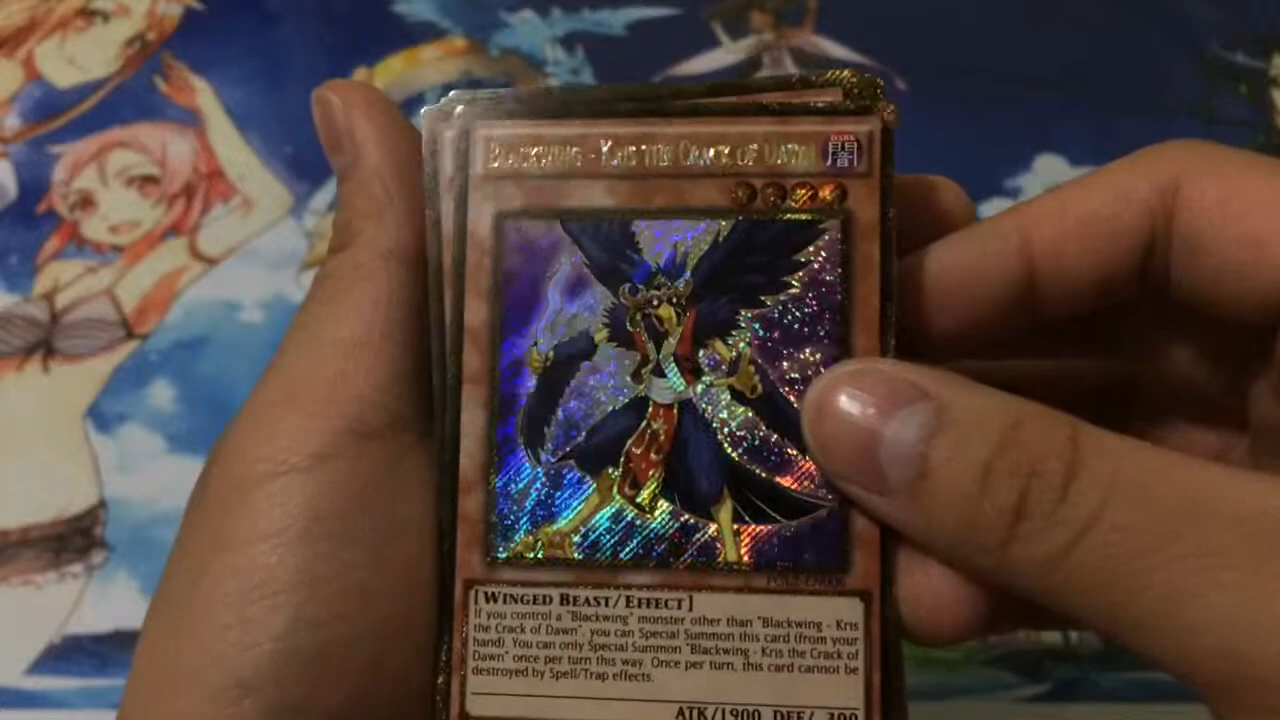 Blackwing - Kris the Crack of Dawn
DARK
闇
[Winged Beast/Effect]
If you control a "Blackwing" monster other than "Blackwing - Kris
the Crack of Dawn", you can Special Summon this card (from your
hand). You can only Special Summon "Blackwing - Kris the Crack of
Dawn" once per turn this way. Once per turn, this card cannot be
destroyed by Spell/Trap effects.
ATK/1900 DEF/ 300